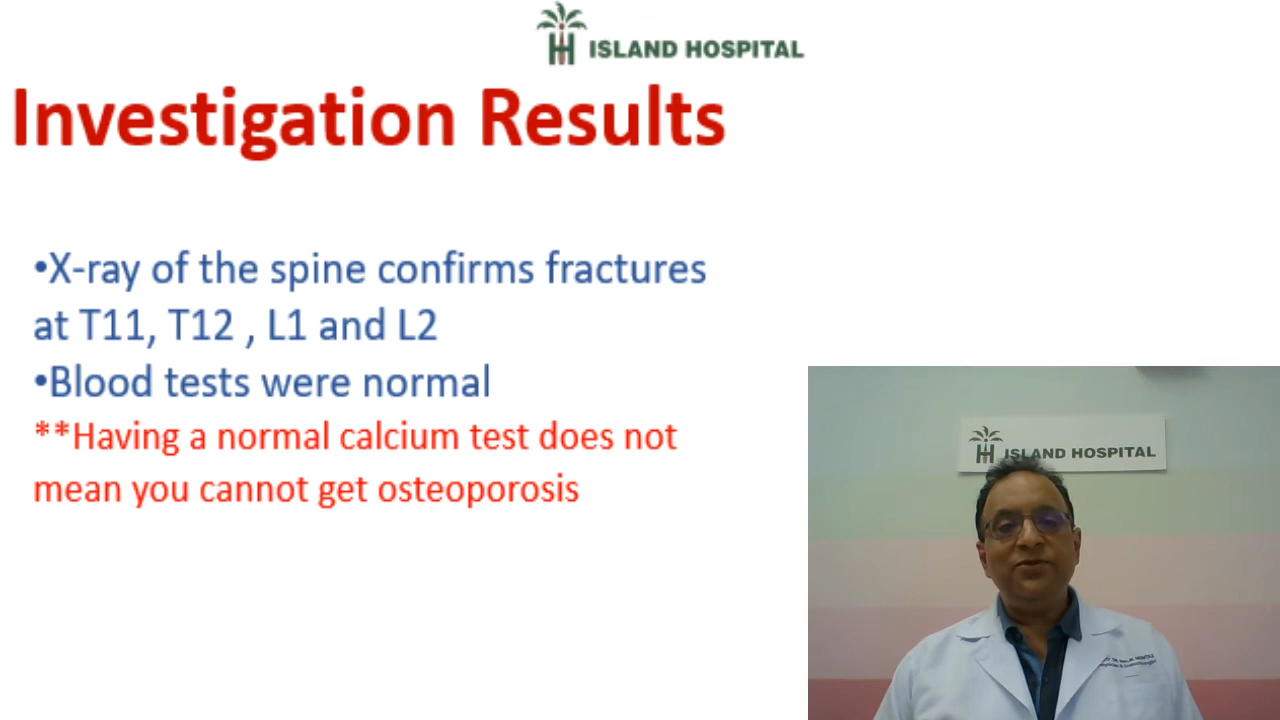 ISLAND HOSPITAL
Investigation Results
•X-ray of the spine confirms fractures
at T11, T12 , L1 and L2
•Blood tests were normal
**Having a normal calcium test does not
mean you cannot get osteoporosis
ISLAND HOSPITAL